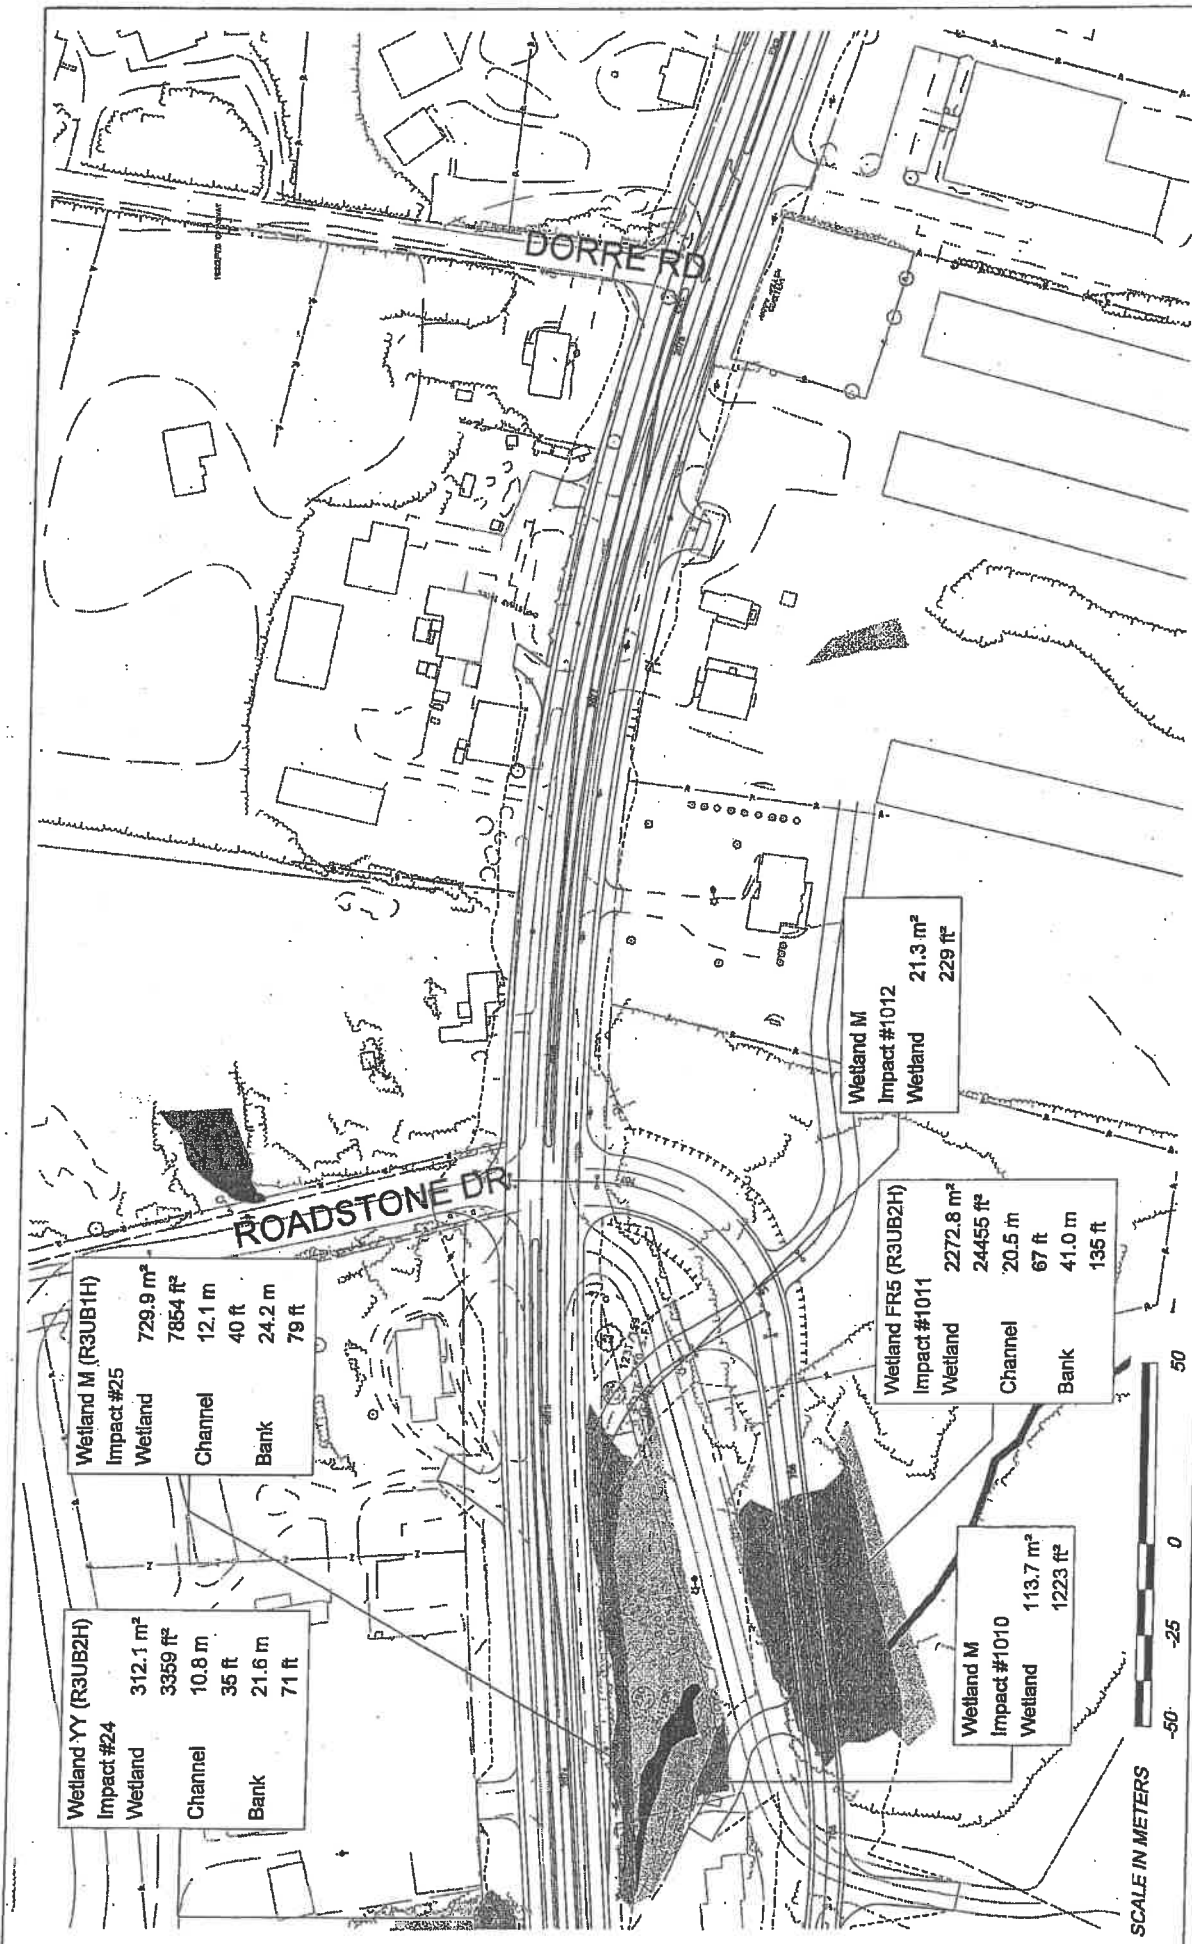 Wetland YY (R3UB2H)
Impact #24
Wetland 312.1 m²
3359 ft²
Channel 10.8 m
35 ft
Bank 21.6 m
71 ft
Wetland M (R3UB1H)
Impact #25
Wetland 729.9 m²
7854 ft²
Channel 12.1 m
40 ft
Bank 24.2 m
79 ft
ROADSTONE DR.
DORRE RD.
Wetland M
Impact #1010
Wetland 113.7 m²
1223 ft²
Wetland FR5 (R3UB2H)
Impact #1011
Wetland 2272.8 m²
24455 ft²
Channel 20.5 m
67 ft
Bank 41.0 m
135 ft
Wetland M
Impact #1012
Wetland 21.3 m²
229 ft²
SCALE IN METERS
-50 -25 0 50